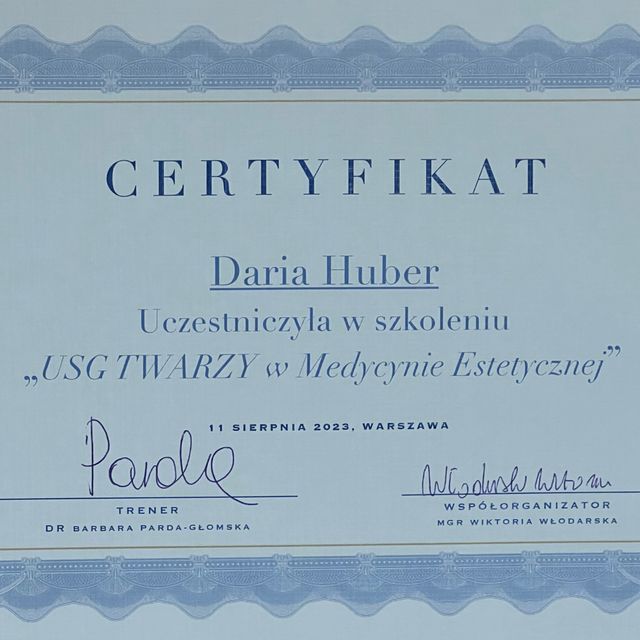 CERTYFIKAT
Daria Huber
Uczestniczyła w szkoleniu
„USG TWARZY w Medycynie Estetycznej”
11 SIERPNIA 2023, WARSZAWA
Parda
TRENER
DR BARBARA PARDA-GŁOMSKA
WSPÓŁORGANIZATOR
MGR WIKTORIA WŁODARSKA